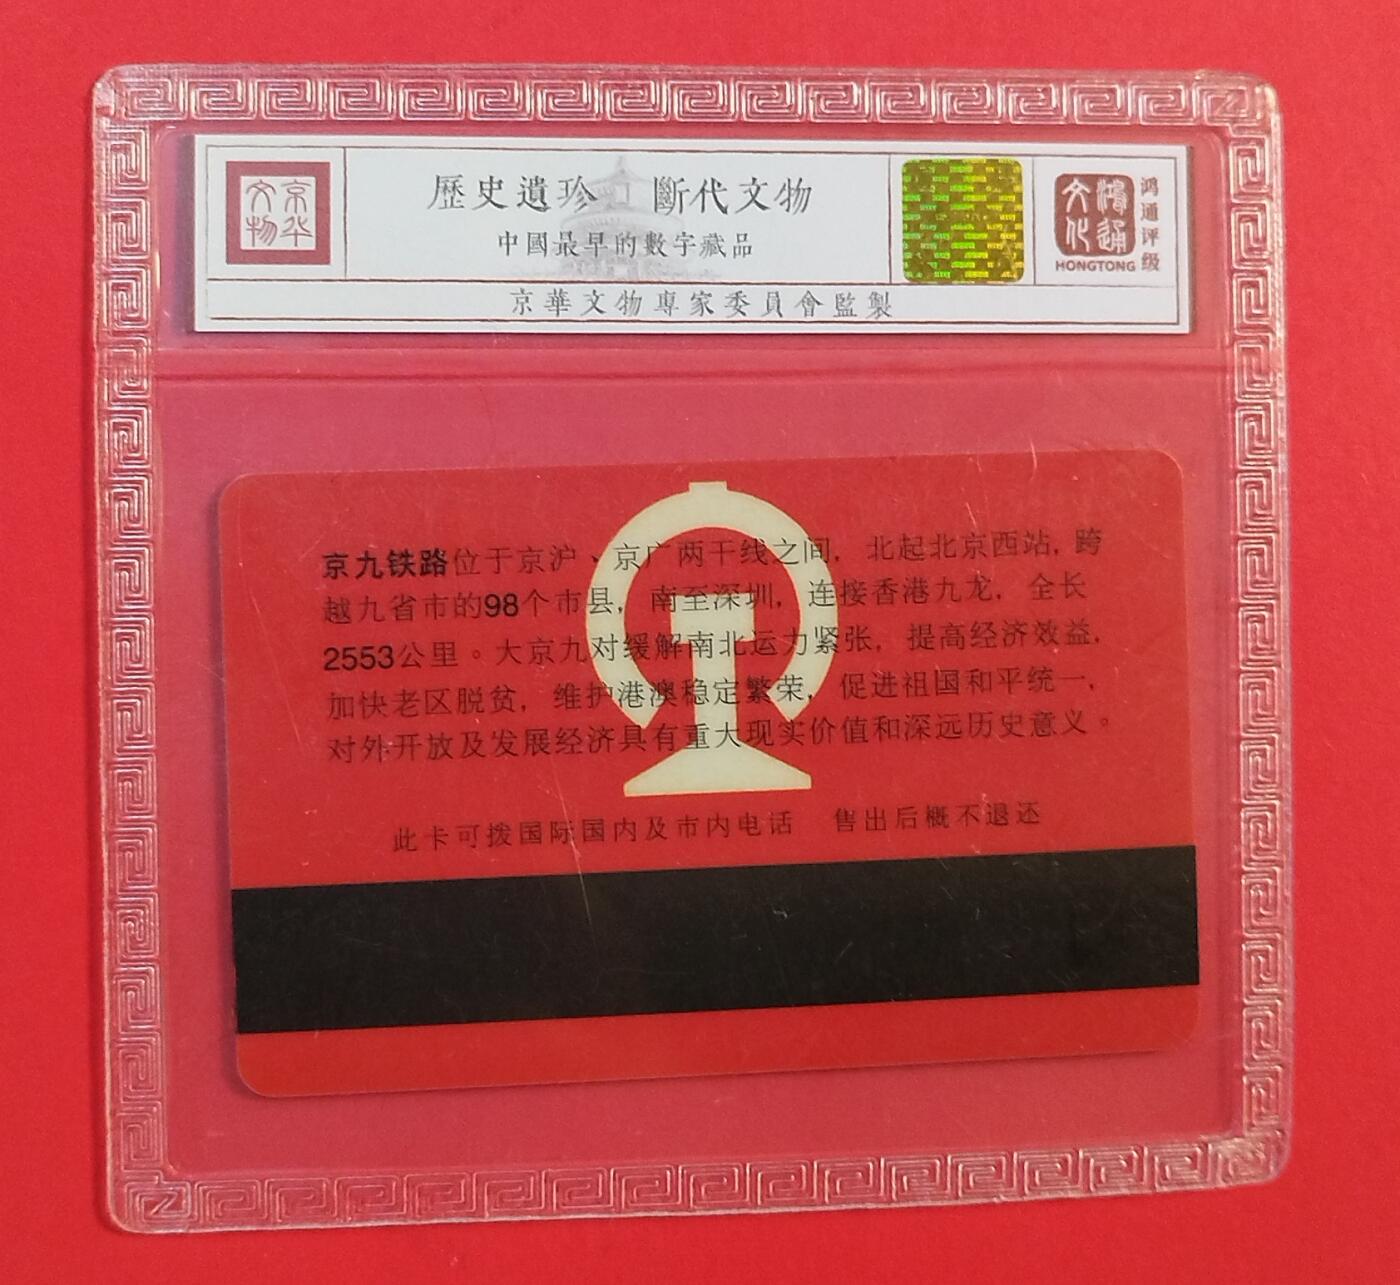 京华
文物
歷史遺珍 斷代文物
中國最早的數字藏品
京華文物專家委員會監製
鴻通
文化
HONGTONG
鸿通评级
京九铁路位于京沪、京广两干线之间，北起北京西站，跨
越九省市的98个市县，南至深圳，连接香港九龙，全长
2553公里。大京九对缓解南北运力紧张，提高经济效益，
加快老区脱贫，维护港澳稳定繁荣，促进祖国和平统一，
对外开放及发展经济具有重大现实价值和深远历史意义。
此卡可拨国际国内及市内电话 售出后概不退还